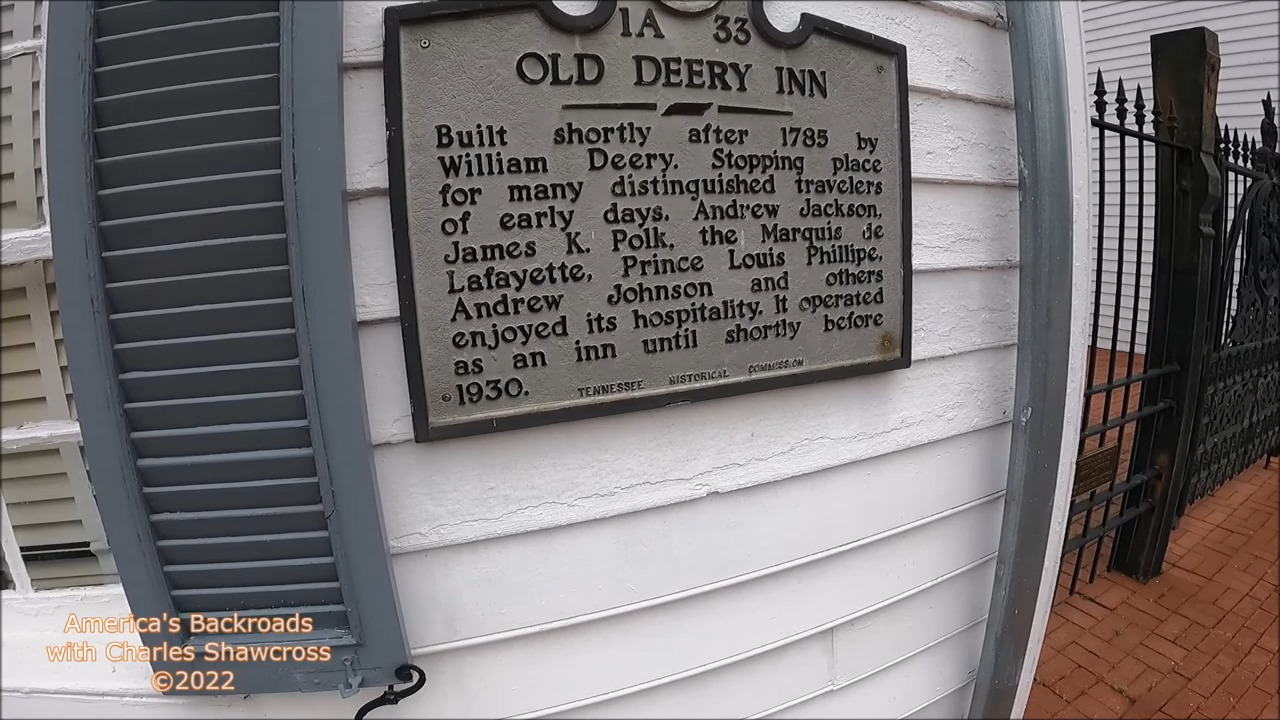 1A 33
OLD DEERY INN
Built shortly after 1785 by
William Deery. Stopping place
for many distinguished travelers
of early days. Andrew Jackson,
James K. Polk, the Marquis de
Lafayette, Prince Louis Phillipe,
Andrew Johnson and others
enjoyed its hospitality. It operated
as an inn until shortly before
1930.
TENNESSEE HISTORICAL COMMISSION
America's Backroads
with Charles Shawcross
©2022